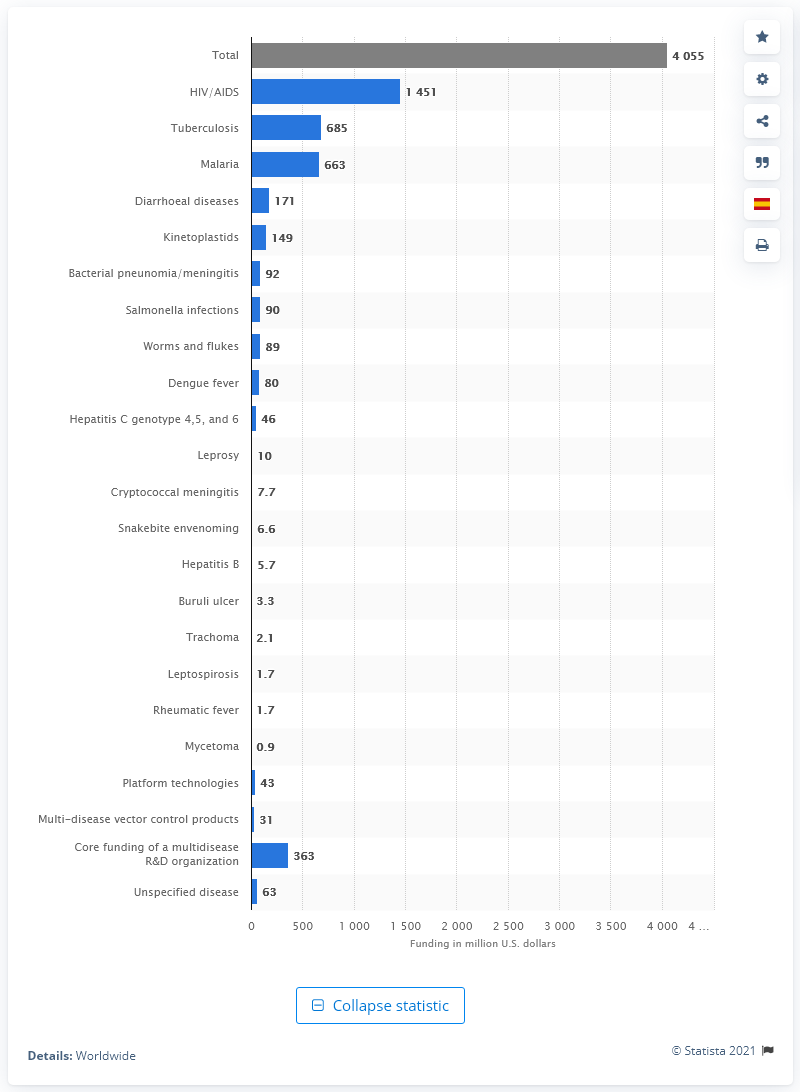 Total 4 055
HIV/AIDS 1 451
Tuberculosis 685
Malaria 663
Diarrhoeal diseases 171
Kinetoplastids 149
Bacterial pneunomia/meningitis 92
Salmonella infections 90
Worms and flukes 89
Dengue fever 80
Hepatitis C genotype 4,5, and 6 46
Leprosy 10
Cryptococcal meningitis 7.7
Snakebite envenoming 6.6
Hepatitis B 5.7
Buruli ulcer 3.3
Trachoma 2.1
Leptospirosis 1.7
Rheumatic fever 1.7
Mycetoma 0.9
Platform technologies 43
Multi-disease vector control products 31
Core funding of a multidisease
R&D organization 363
Unspecified disease 63
0 500 1 000 1 500 2 000 2 500 3 000 3 500 4 000 4 ...
Funding in million U.S. dollars
Collapse statistic
Details: Worldwide
© Statista 2021